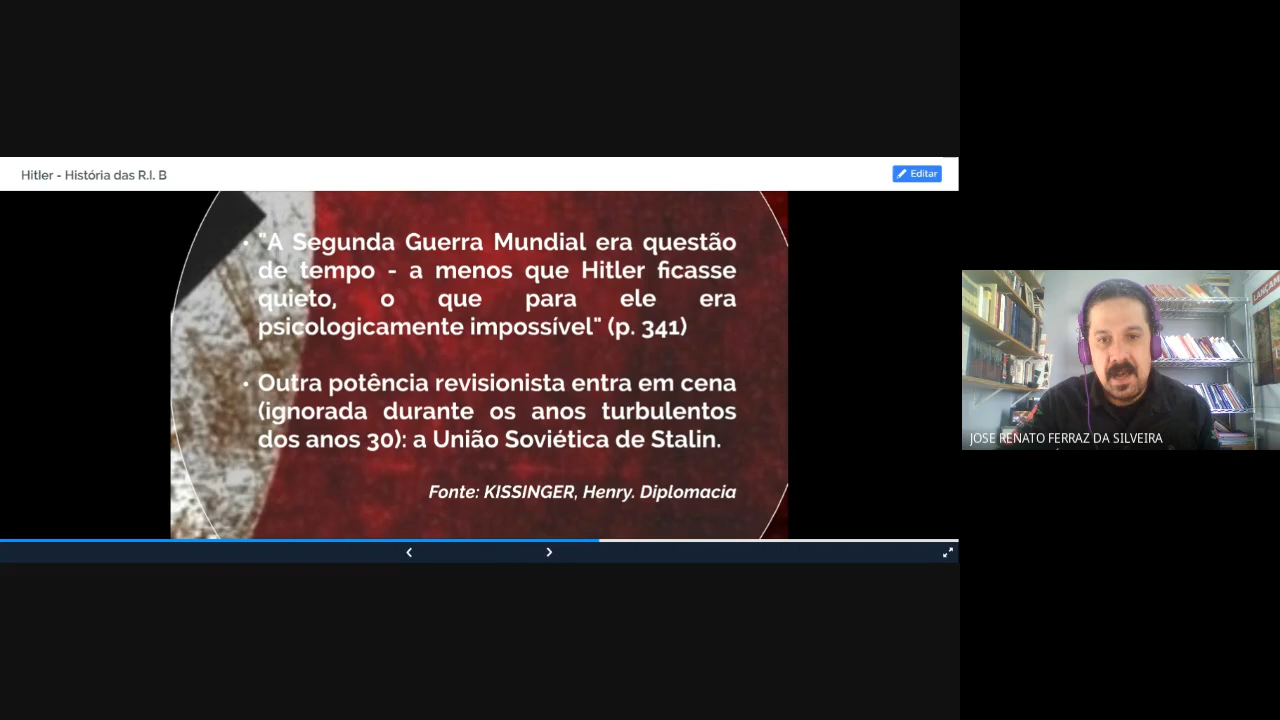 Hitler - História das R.I. B
Editar
• "A Segunda Guerra Mundial era questão
de tempo - a menos que Hitler ficasse
quieto, o que para ele era
psicologicamente impossível" (p. 341)
• Outra potência revisionista entra em cena
(ignorada durante os anos turbulentos
dos anos 30): a União Soviética de Stalin.
Fonte: KISSINGER, Henry. Diplomacia
JOSE RENATO FERRAZ DA SILVEIRA